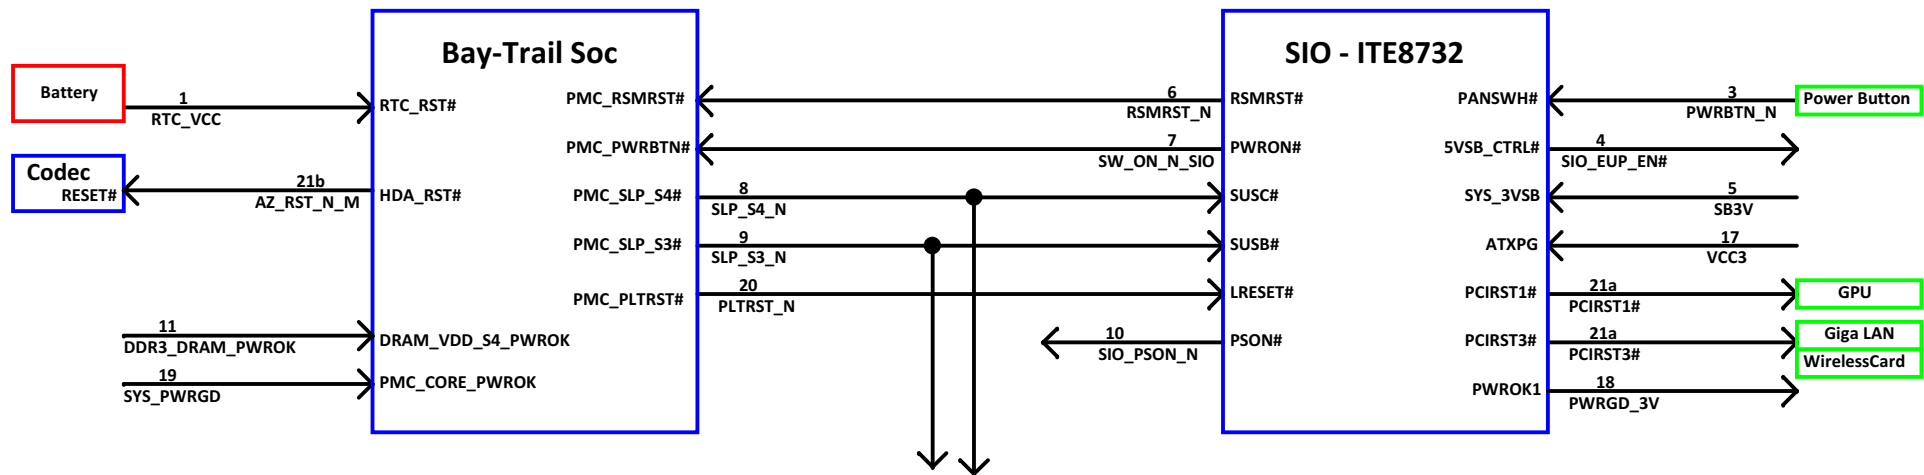 Bay-Trail Soc
SIO - ITE8732
Battery
1
RTC_VCC
RTC_RST#
PMC_RSMRST#
6
RSMRST_N
RSMRST#
PANSWH#
3
PWRBTN_N
Power Button
PMC_PWRBTN#
7
SW_ON_N_SIO
PWRON#
5VSB_CTRL#
4
SIO_EUP_EN#
Codec
RESET#
21b
AZ_RST_N_M
HDA_RST#
PMC_SLP_S4#
8
SLP_S4_N
SUSC#
SYS_3VSB
5
SB3V
PMC_SLP_S3#
9
SLP_S3_N
SUSB#
ATXPG
17
VCC3
PMC_PLTRST#
20
PLTRST_N
LRESET#
PCIRST1#
21a
PCIRST1#
GPU
11
DDR3_DRAM_PWROK
DRAM_VDD_S4_PWROK
10
SIO_PSON_N
PSON#
PCIRST3#
21a
PCIRST3#
Giga LAN
WirelessCard
19
SYS_PWRGD
PMC_CORE_PWROK
PWROK1
18
PWRGD_3V